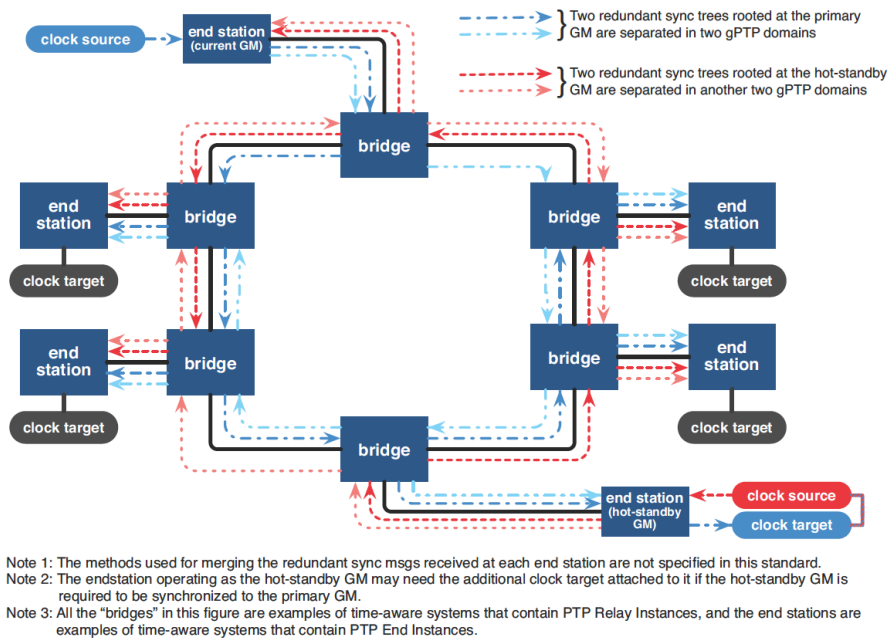 clock source
end station
(current GM)
Two redundant sync trees rooted at the primary
GM are separated in two gPTP domains
Two redundant sync trees rooted at the hot-standby
GM are separated in another two gPTP domains
bridge
end
station
bridge
bridge
end
station
clock target
clock target
end
station
bridge
bridge
end
station
clock target
clock target
bridge
end station
(hot-standby
GM)
clock source
clock target
Note 1: The methods used for merging the redundant sync msgs received at each end station are not specified in this standard.
Note 2: The endstation operating as the hot-standby GM may need the additional clock target attached to it if the hot-standby GM is
required to be synchronized to the primary GM.
Note 3: All the “bridges” in this figure are examples of time-aware systems that contain PTP Relay Instances, and the end stations are
examples of time-aware systems that contain PTP End Instances.